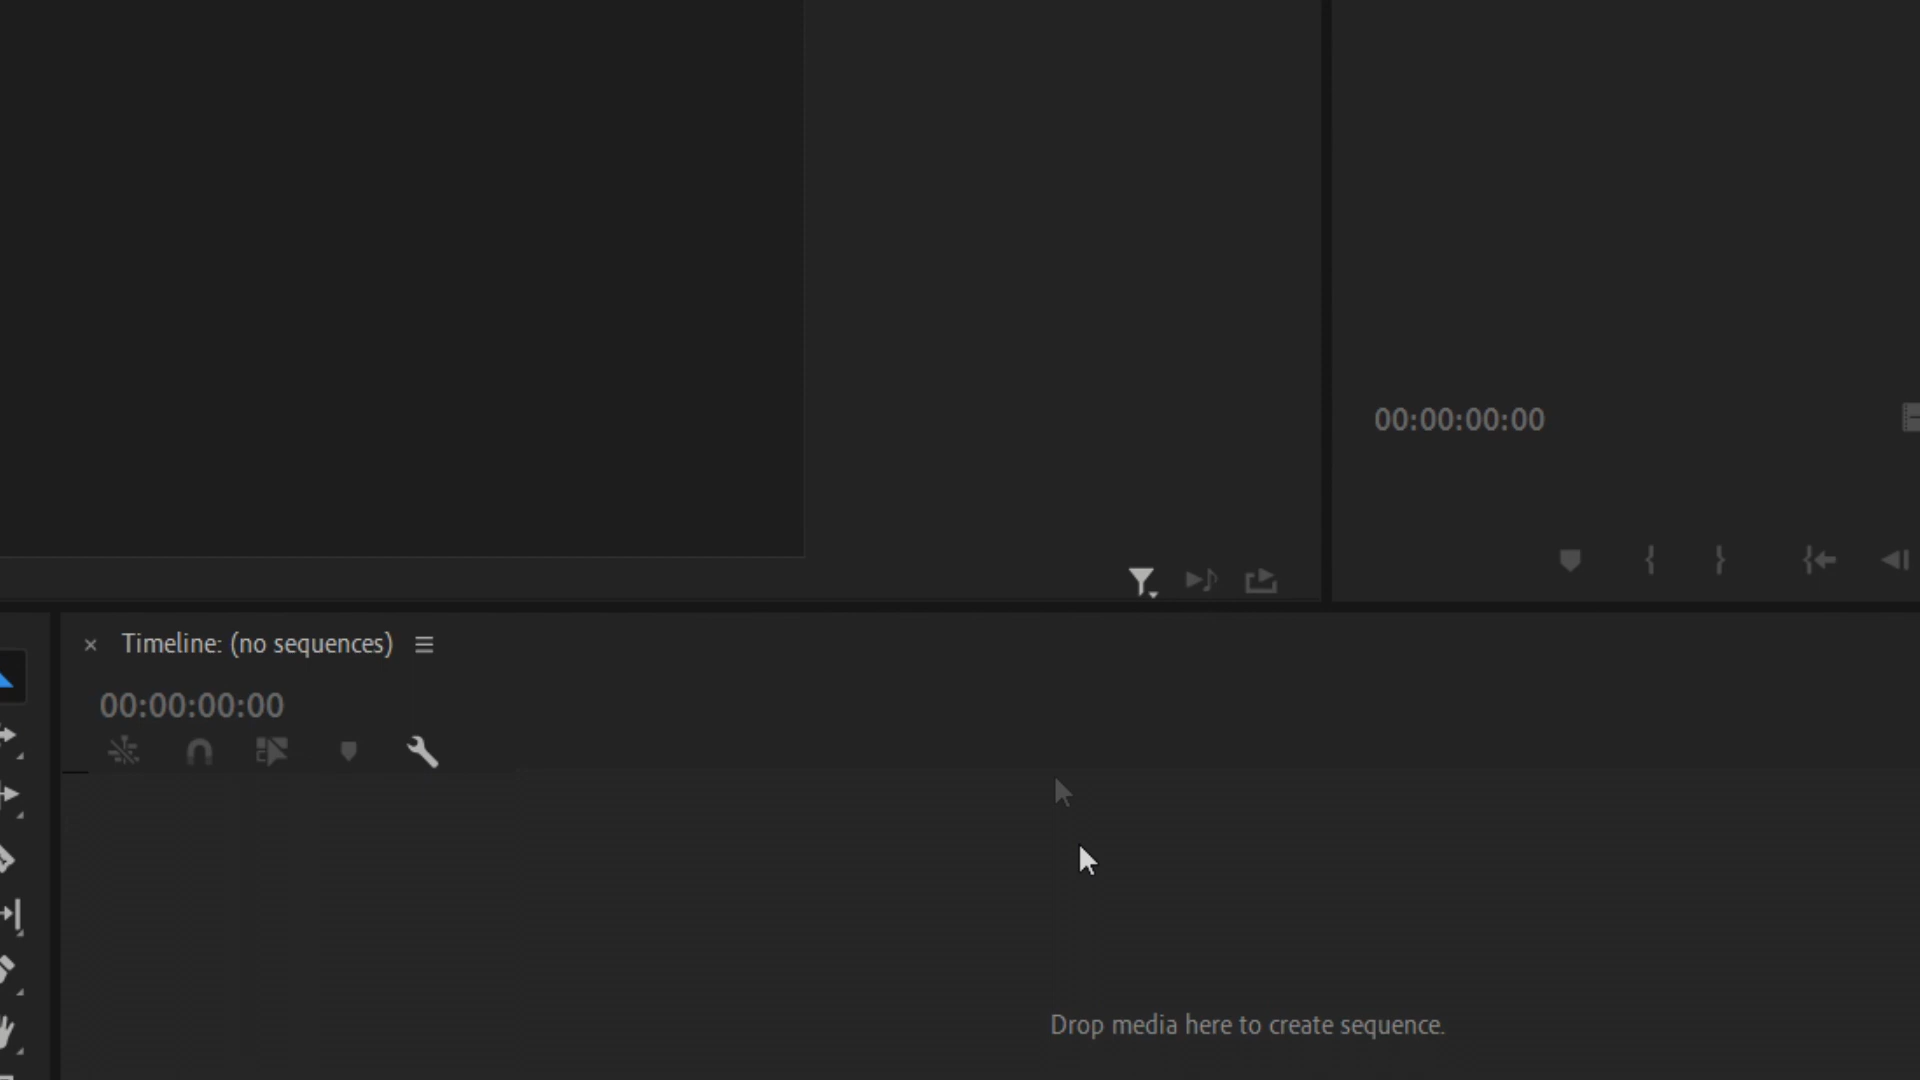 00:00:00:00
Timeline: (no sequences)
00:00:00:00
Drop media here to create sequence.